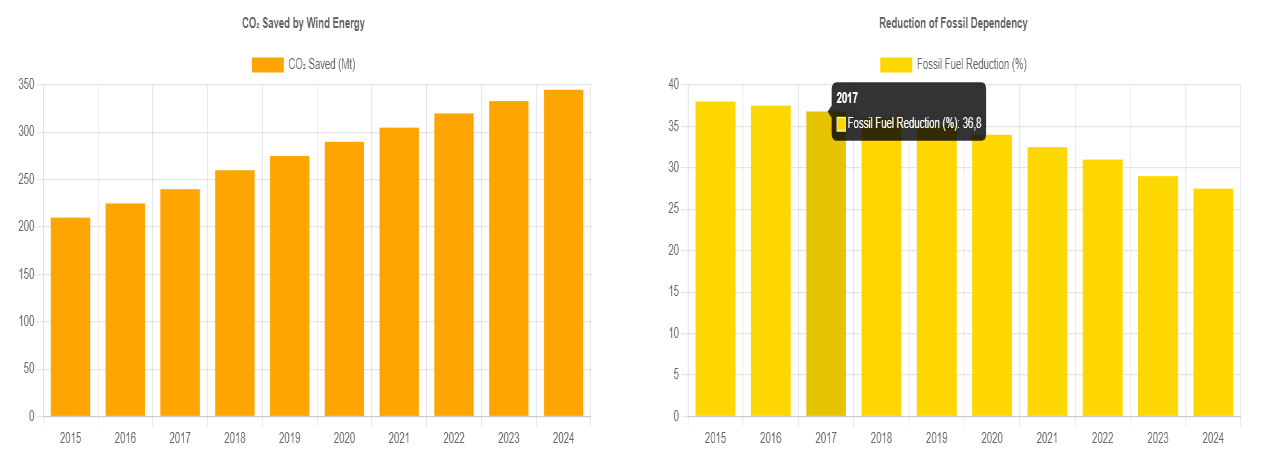 CO₂ Saved by Wind Energy
CO₂ Saved (Mt)
350
300
250
200
150
100
50
0
2015 2016 2017 2018 2019 2020 2021 2022 2023 2024
Reduction of Fossil Dependency
Fossil Fuel Reduction (%)
40
35
30
25
20
15
10
5
0
2017
Fossil Fuel Reduction (%): 36,8
2015 2016 2017 2018 2019 2020 2021 2022 2023 2024